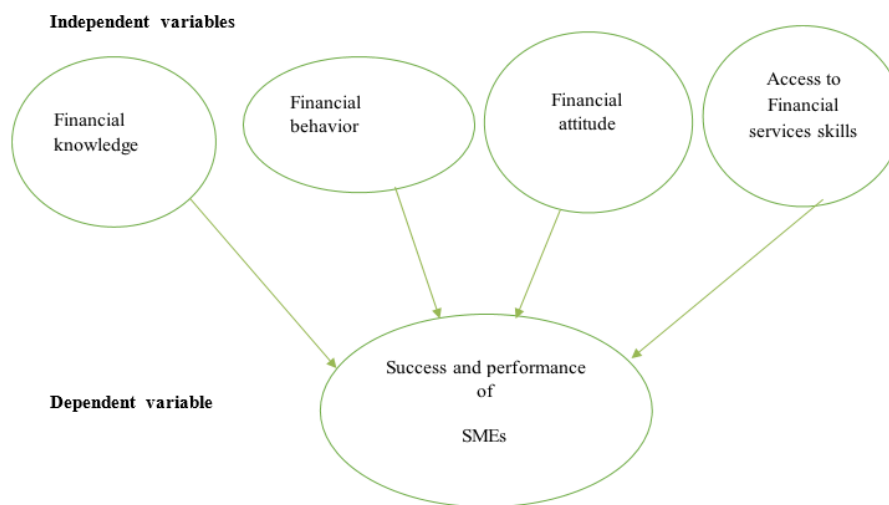 Independent variables
Financial
knowledge
Financial
behavior
Financial
attitude
Access to
Financial
services skills
Success and performance
of
SMEs
Dependent variable